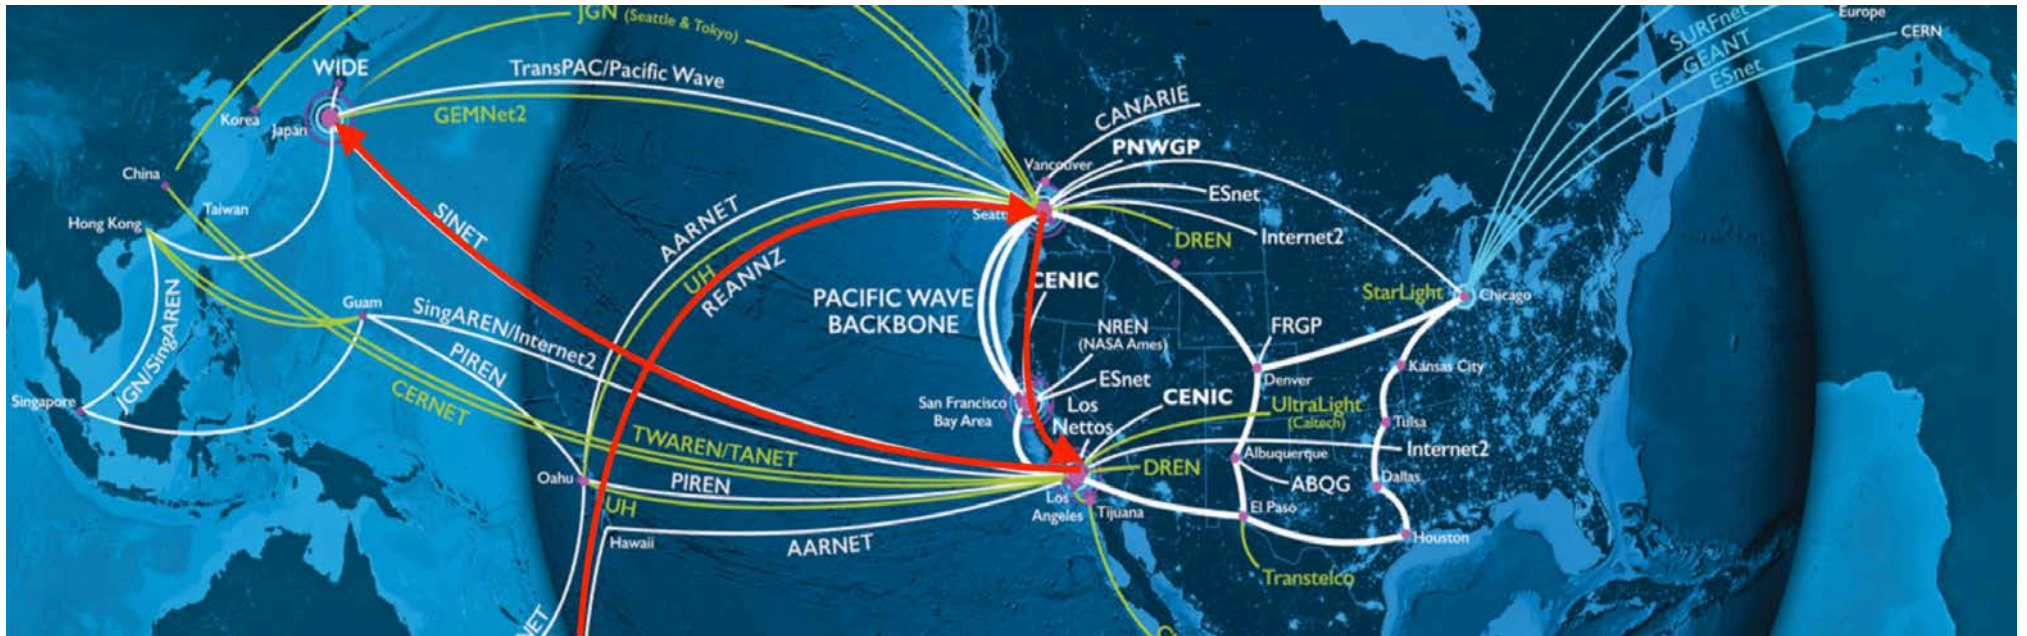 JGN (Seattle & Tokyo)
SURFnet
Europe
GEANT
CERN
ESnet
WIDE
TransPAC/Pacific Wave
GEMNet2
Korea
Japan
CANARIE
PNWGP
Vancouver
China
Taiwan
Hong Kong
SINET
AARNET
ESnet
DREN
Internet2
UH
REANNZ
CENIC
PACIFIC WAVE
BACKBONE
StarLight
Chicago
JGN/SingAREN
Guam
SingAREN/Internet2
PIREN
NREN
(NASA Ames)
FRGP
Kansas City
Denver
ESnet
CERNET
Singapore
San Francisco
Bay Area
Los
Nettos
CENIC
UltraLight
(Caltech)
Tulsa
TWAREN/TANET
Internet2
Albuquerque
DREN
Oahu
PIREN
ABQG
Dallas
UH
Los
Angeles
Tijuana
El Paso
Hawaii
AARNET
Houston
Transtelco